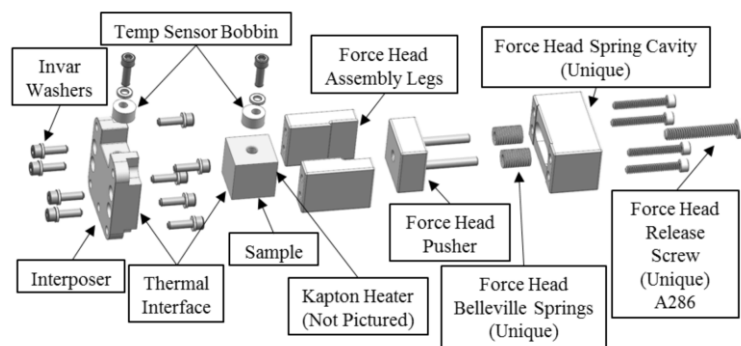 Temp Sensor Bobbin
Invar
Washers
Force Head
Assembly Legs
Force Head Spring Cavity
(Unique)
Interposer
Thermal
Interface
Sample
Kapton Heater
(Not Pictured)
Force Head
Pusher
Force Head
Belleville Springs
(Unique)
Force Head
Release
Screw
(Unique)
A286